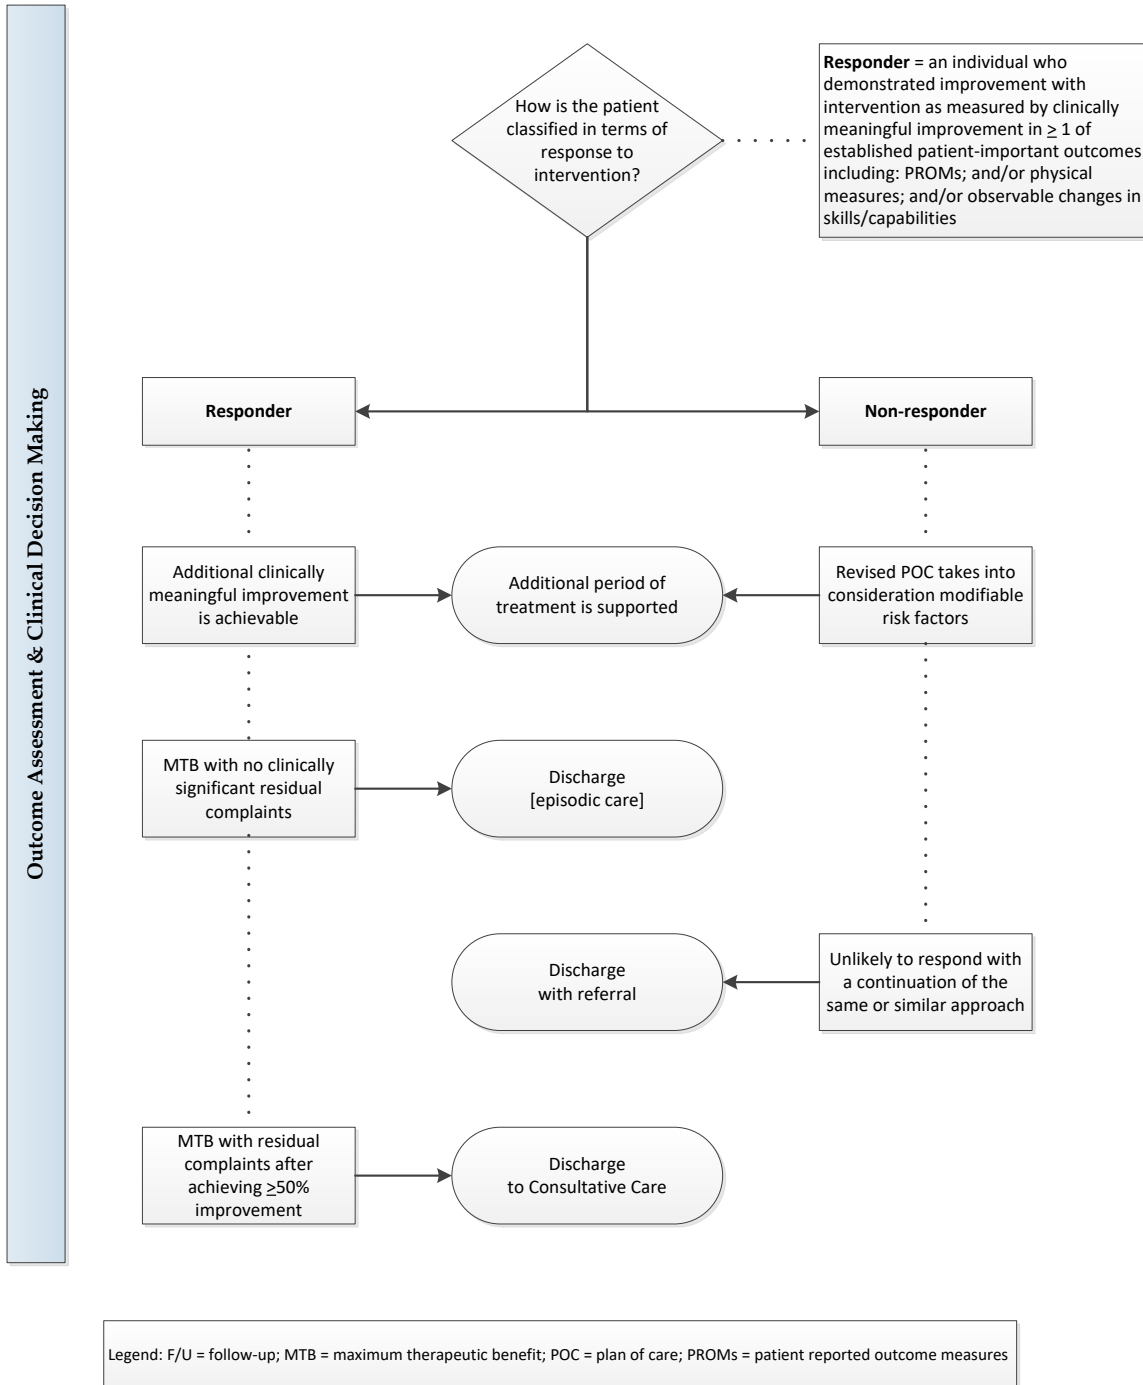 Outcome Assessment & Clinical Decision Making
How is the patient
classified in terms of
response to
intervention?
Responder = an individual who
demonstrated improvement with
intervention as measured by clinically
meaningful improvement in ≥ 1 of
established patient-important outcomes
including: PROMs; and/or physical
measures; and/or observable changes in
skills/capabilities
Responder
Non-responder
Additional clinically
meaningful improvement
is achievable
Additional period of
treatment is supported
Revised POC takes into
consideration modifiable
risk factors
MTB with no clinically
significant residual
complaints
Discharge
[episodic care]
Discharge
with referral
Unlikely to respond with
a continuation of the
same or similar approach
MTB with residual
complaints after
achieving ≥50%
improvement
Discharge
to Consultative Care
Legend: F/U = follow-up; MTB = maximum therapeutic benefit; POC = plan of care; PROMs = patient reported outcome measures